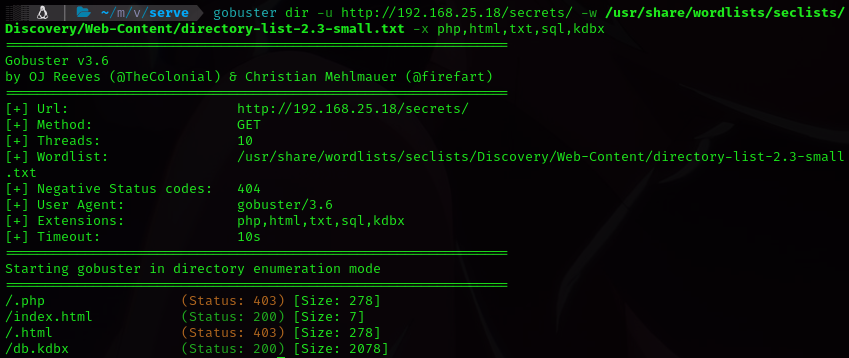 ~/m/v/serve gobuster dir -u http://192.168.25.18/secrets/ -w /usr/share/wordlists/seclists/
Discovery/Web-Content/directory-list-2.3-small.txt -x php,html,txt,sql,kdbx
===============================================================
Gobuster v3.6
by OJ Reeves (@TheColonial) & Christian Mehlmauer (@firefart)
===============================================================
[+] Url:                     http://192.168.25.18/secrets/
[+] Method:                  GET
[+] Threads:                 10
[+] Wordlist:                /usr/share/wordlists/seclists/Discovery/Web-Content/directory-list-2.3-small
.txt
[+] Negative Status codes:   404
[+] User Agent:              gobuster/3.6
[+] Extensions:              php,html,txt,sql,kdbx
[+] Timeout:                 10s
===============================================================
Starting gobuster in directory enumeration mode
===============================================================
/.php                 (Status: 403) [Size: 278]
/index.html           (Status: 200) [Size: 7]
/.html                (Status: 403) [Size: 278]
/db.kdbx              (Status: 200) [Size: 2078]